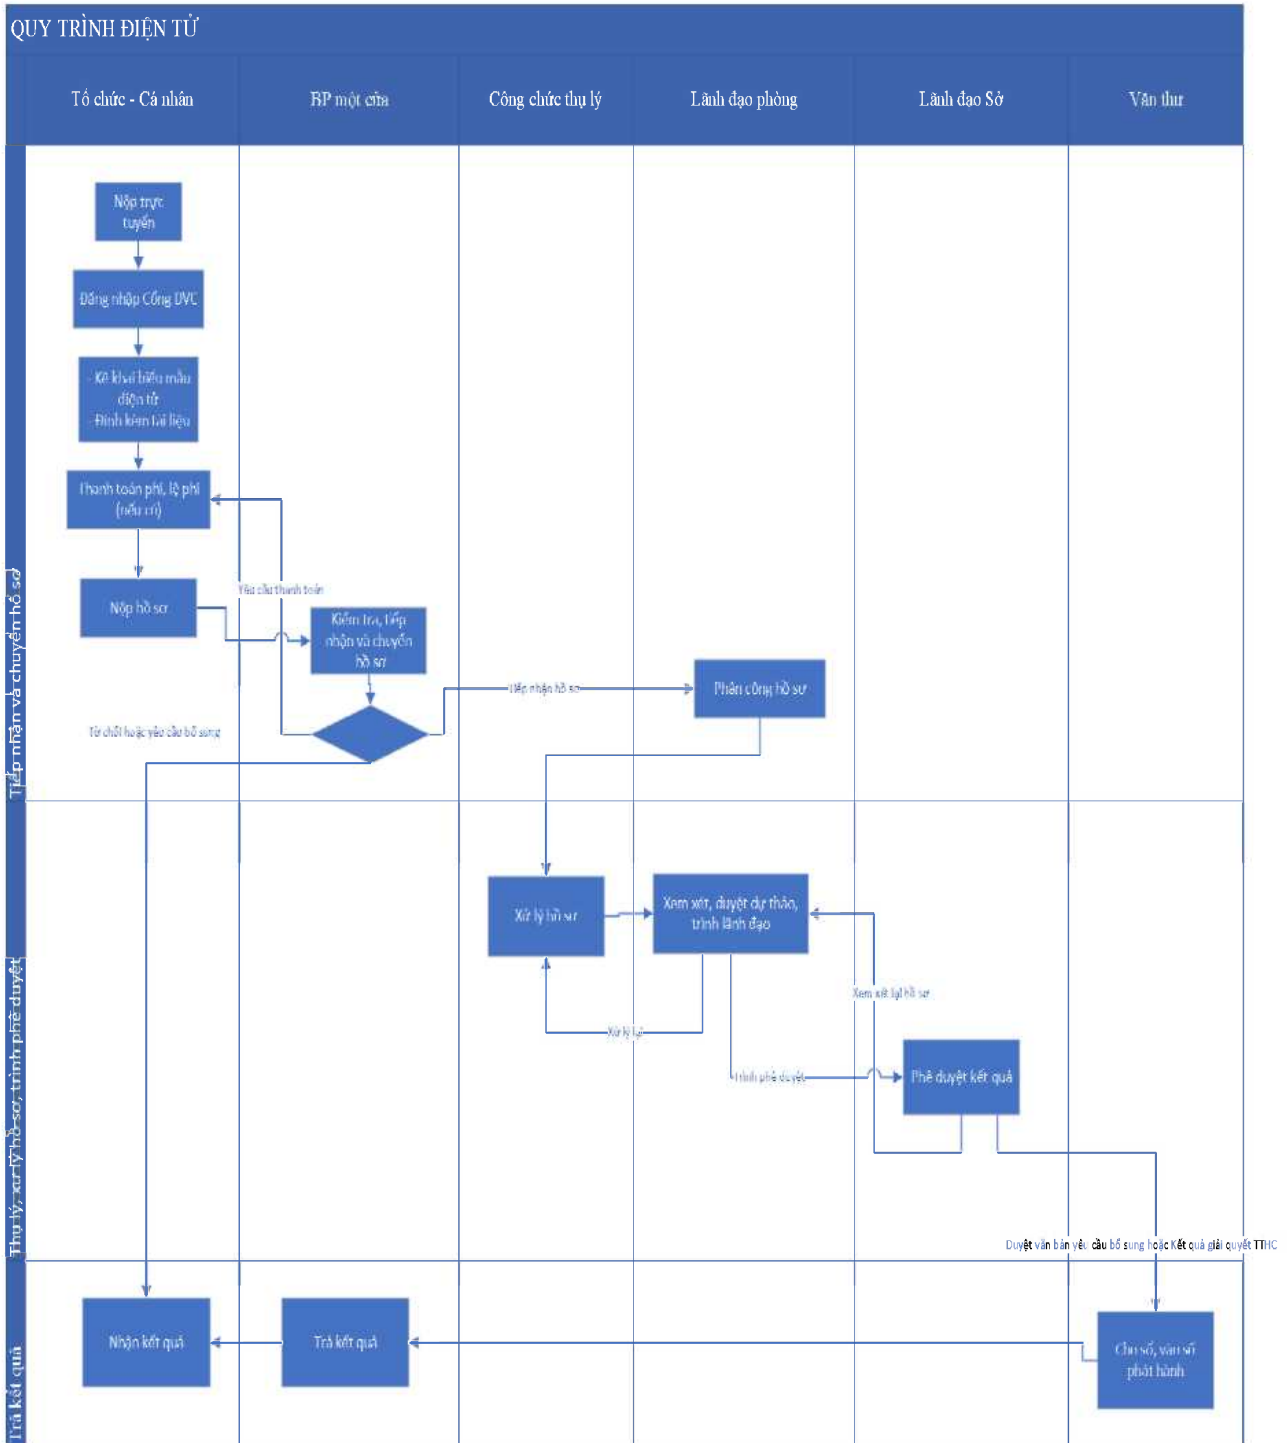 QUY TRÌNH ĐIỆN TỬ
Tổ chức - Cá nhân
BP một cửa
Công chức thụ lý
Lãnh đạo phòng
Lãnh đạo Sở
Văn thư
Tiếp nhận và chuyển hồ sơ
Nộp trực
tuyến
Đăng nhập Cổng DVC
- Kê khai biểu mẫu
điện tử
- Đính kèm tài liệu
Thanh toán phí, lệ phí
(nếu có)
Nộp hồ sơ
Yêu cầu thanh toán
Kiểm tra, tiếp
nhận và chuyển
hồ sơ
Tiếp nhận hồ sơ
Phân công hồ sơ
Từ chối hoặc yêu cầu bổ sung
Thụ lý, xử lý hồ sơ, trình phê duyệt
Xử lý hồ sơ
Xem xét, duyệt dự thảo,
trình lãnh đạo
Xem xét lại hồ sơ
Xử lý lại
Trình phê duyệt
Phê duyệt kết quả
Duyệt văn bản yêu cầu bổ sung hoặc Kết quả giải quyết TTHC
Trả kết quả
Nhận kết quả
Trả kết quả
Cho số, vào sổ
phát hành